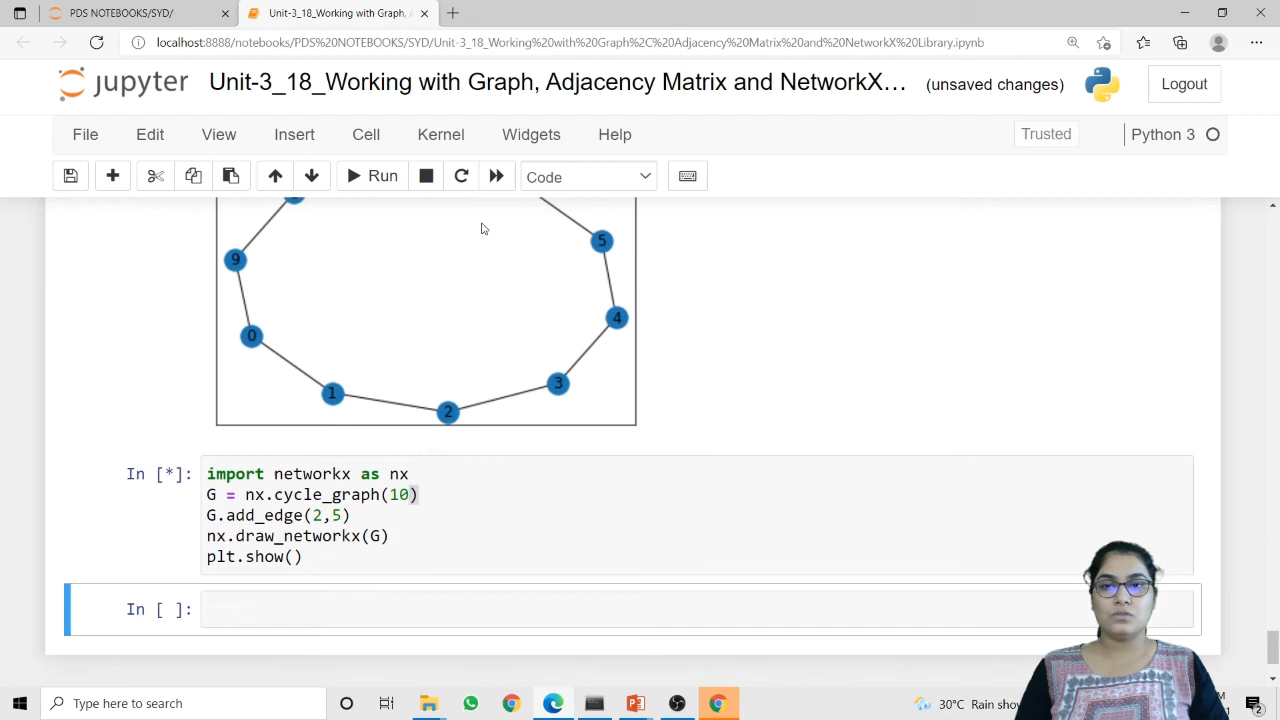 PDS NOTEBOOKS/SYD/
Unit-3_18_Working with Graph,
localhost:8888/notebooks/PDS%20NOTEBOOKS/SYD/Unit-3_18_Working%20with%20Graph%2C%20Adjacency%20Matrix%20and%20NetworkX%20Library.ipynb
jupyter
Unit-3_18_Working with Graph, Adjacency Matrix and NetworkX... (unsaved changes)
Logout
File Edit View Insert Cell Kernel Widgets Help
Trusted
Python 3
Run
Code
5
9
4
0
3
1
2
In [*]:
import networkx as nx
G = nx.cycle_graph(10)
G.add_edge(2,5)
nx.draw_networkx(G)
plt.show()
In [ ]:
Type here to search
30°C Rain
2